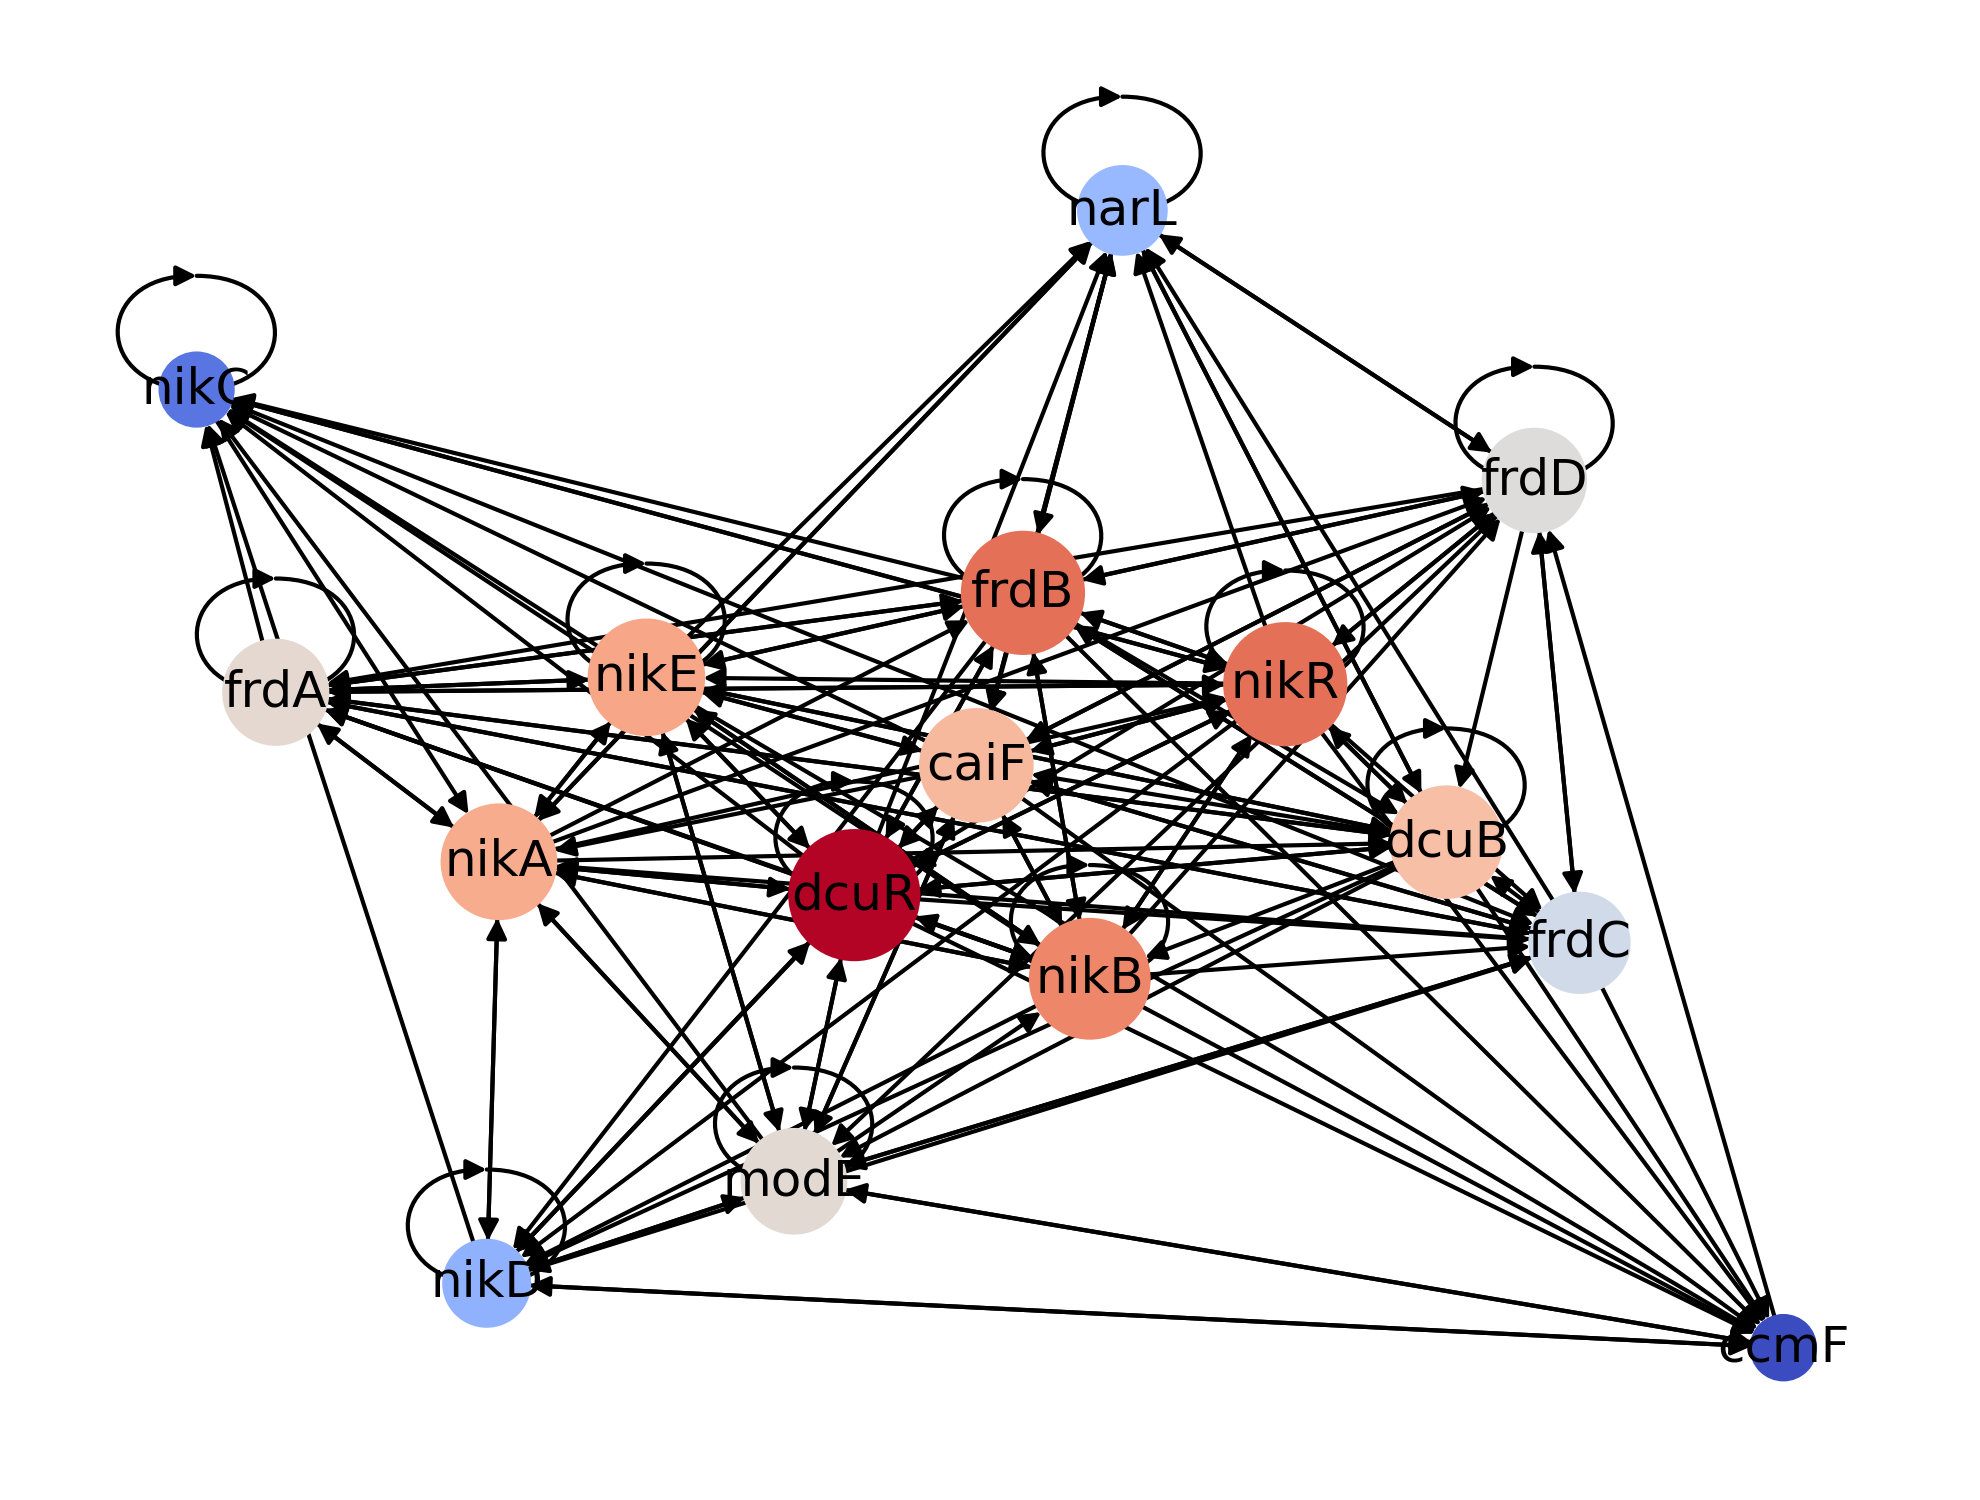 narL
nikC
frdD
frdB
nikE
nikR
frdA
caiF
dcuB
nikA
dcuR
frdC
nikB
modE
nikD
ccmF